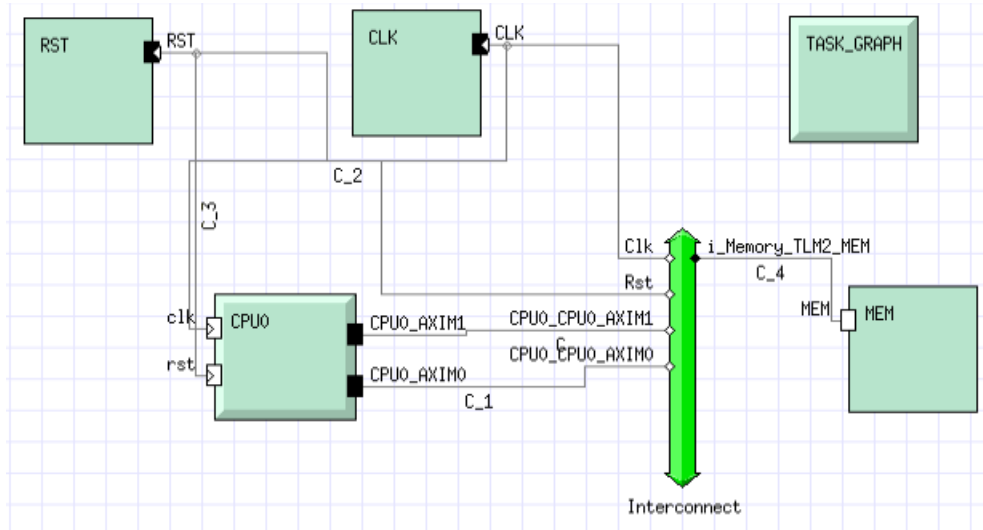 RST
RST
CLK
CLK
TASK_GRAPH
C_2
C_3
Clk
i_Memory_TLM2_MEM
C_4
Rst
clk
CPU0
CPU0_AXIM1
CPU0_CPU0_AXIM1
MEM
MEM
C
CPU0_CPU0_AXIM0
rst
CPU0_AXIM0
C_1
Interconnect